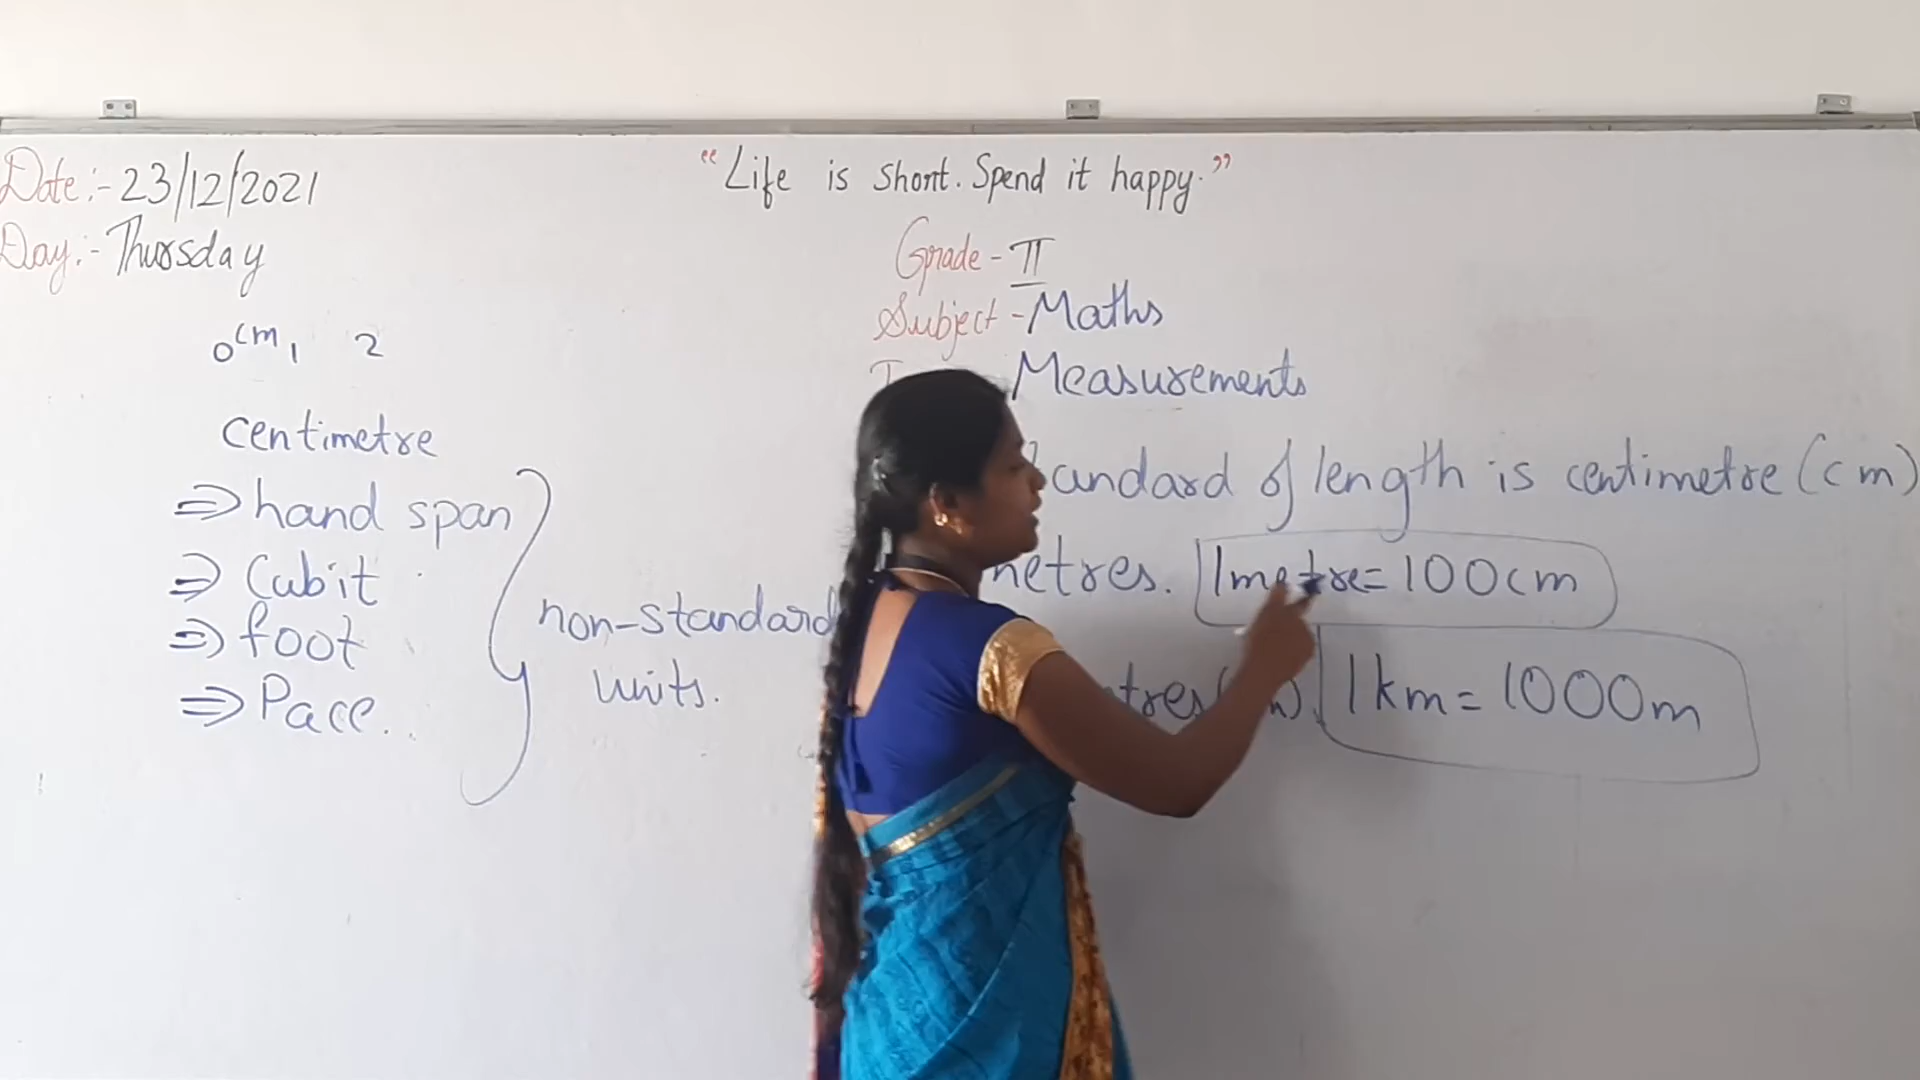 Date:- 23/12/2021
Day:- Thursday
"Life is short. Spend it happy."
Grade - II
Subject - Maths
Measurements
0cm 1 2
centimetre
⇒ hand span
⇒ Cubit
⇒ foot
⇒ Pace.
non-standard
units.
of length is centimetre (cm)
1metre = 100cm
1km = 1000m